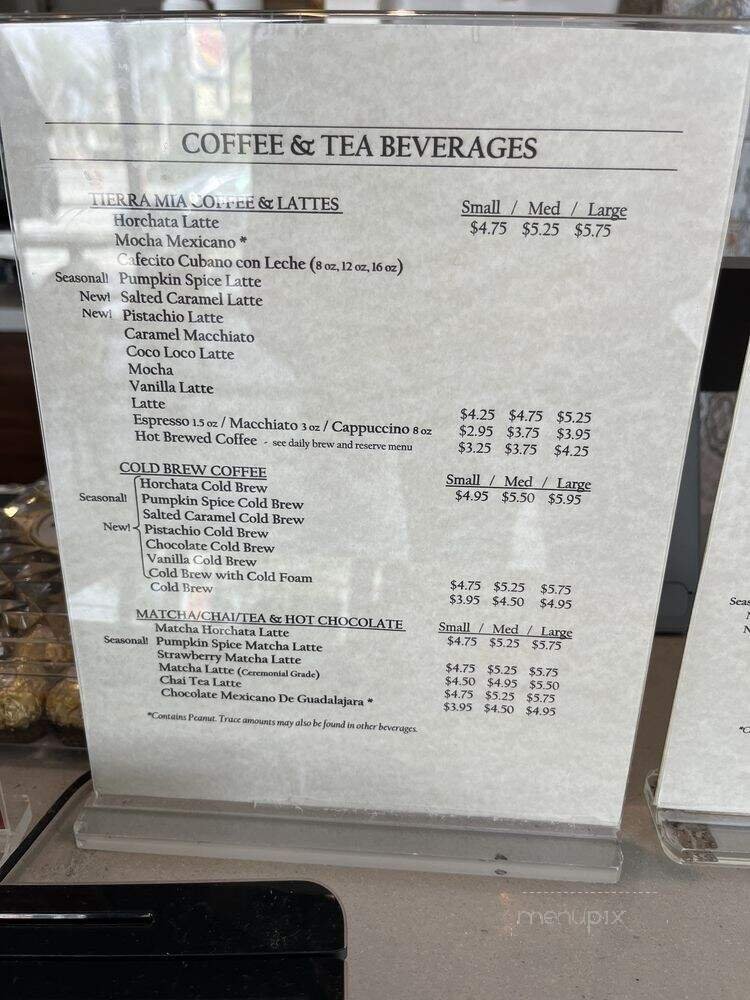 COFFEE & TEA BEVERAGES
TIERRA MIA COFFEE & LATTES Small / Med / Large
Horchata Latte $4.75 $5.25 $5.75
Mocha Mexicano *
Cafecito Cubano con Leche (8 oz, 12 oz, 16 oz)
Seasonal! Pumpkin Spice Latte
New! Salted Caramel Latte
New! Pistachio Latte
Caramel Macchiato
Coco Loco Latte
Mocha
Vanilla Latte
Latte $4.25 $4.75 $5.25
Espresso 1.5 oz / Macchiato 3 oz / Cappuccino 8 oz $2.95 $3.75 $3.95
Hot Brewed Coffee - see daily brew and reserve menu $3.25 $3.75 $4.25
COLD BREW COFFEE Small / Med / Large
Horchata Cold Brew $4.95 $5.50 $5.95
Seasonal! Pumpkin Spice Cold Brew
Salted Caramel Cold Brew
New! Pistachio Cold Brew
Chocolate Cold Brew
Vanilla Cold Brew
Cold Brew with Cold Foam $4.75 $5.25 $5.75
Cold Brew $3.95 $4.50 $4.95
MATCHA/CHAI/TEA & HOT CHOCOLATE Small / Med / Large
Matcha Horchata Latte $4.75 $5.25 $5.75
Seasonal! Pumpkin Spice Matcha Latte
Strawberry Matcha Latte $4.75 $5.25 $5.75
Matcha Latte (Ceremonial Grade) $4.50 $4.95 $5.50
Chai Tea Latte $4.75 $5.25 $5.75
Chocolate Mexicano De Guadalajara * $3.95 $4.50 $4.95
*Contains Peanut. Trace amounts may also be found in other beverages.
Seas
menupix